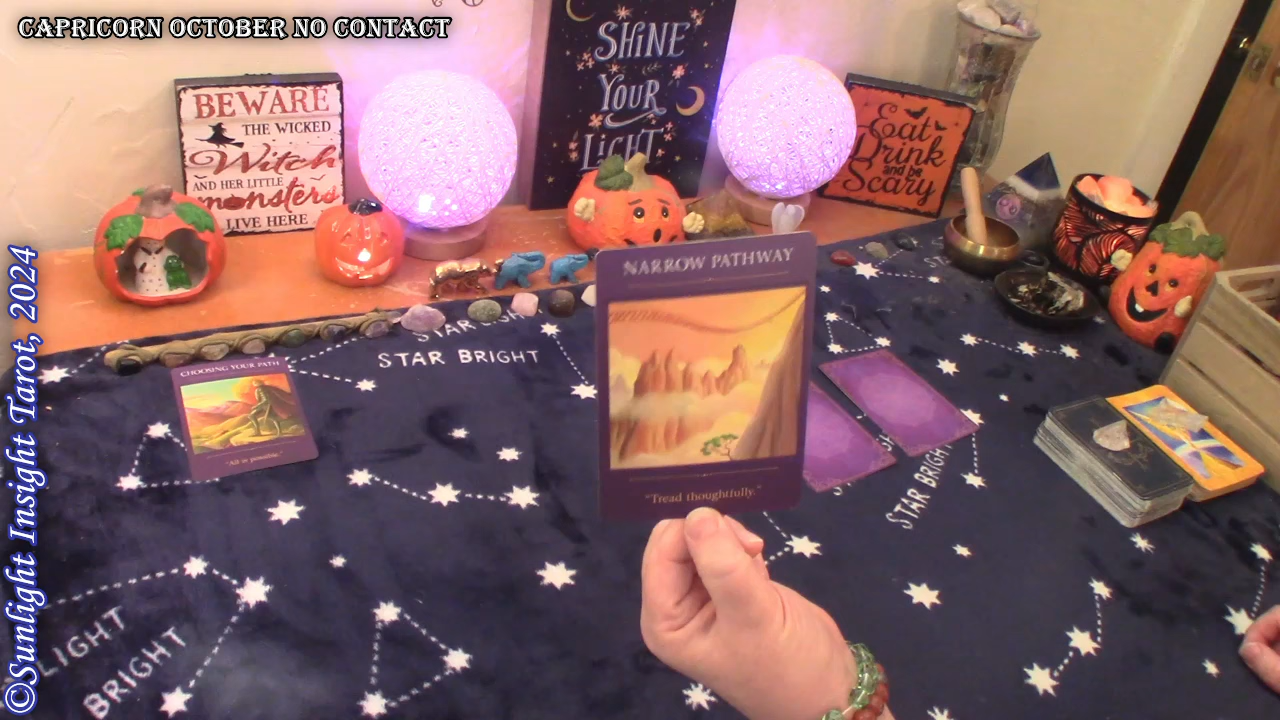 CAPRICORN OCTOBER NO CONTACT
©Sunlight Insight Tarot, 2024
BEWARE
THE WICKED
Witch
AND HER LITTLE
monsters
LIVE HERE
SHINE
YOUR
LIGHT
Eat
Drink
and be
Scary
NARROW PATHWAY
"Tread thoughtfully."
CHOOSING YOUR PATH
"All is possible."
STAR LIGHT
STAR BRIGHT
STAR BRIGHT
LIGHT
BRIGHT